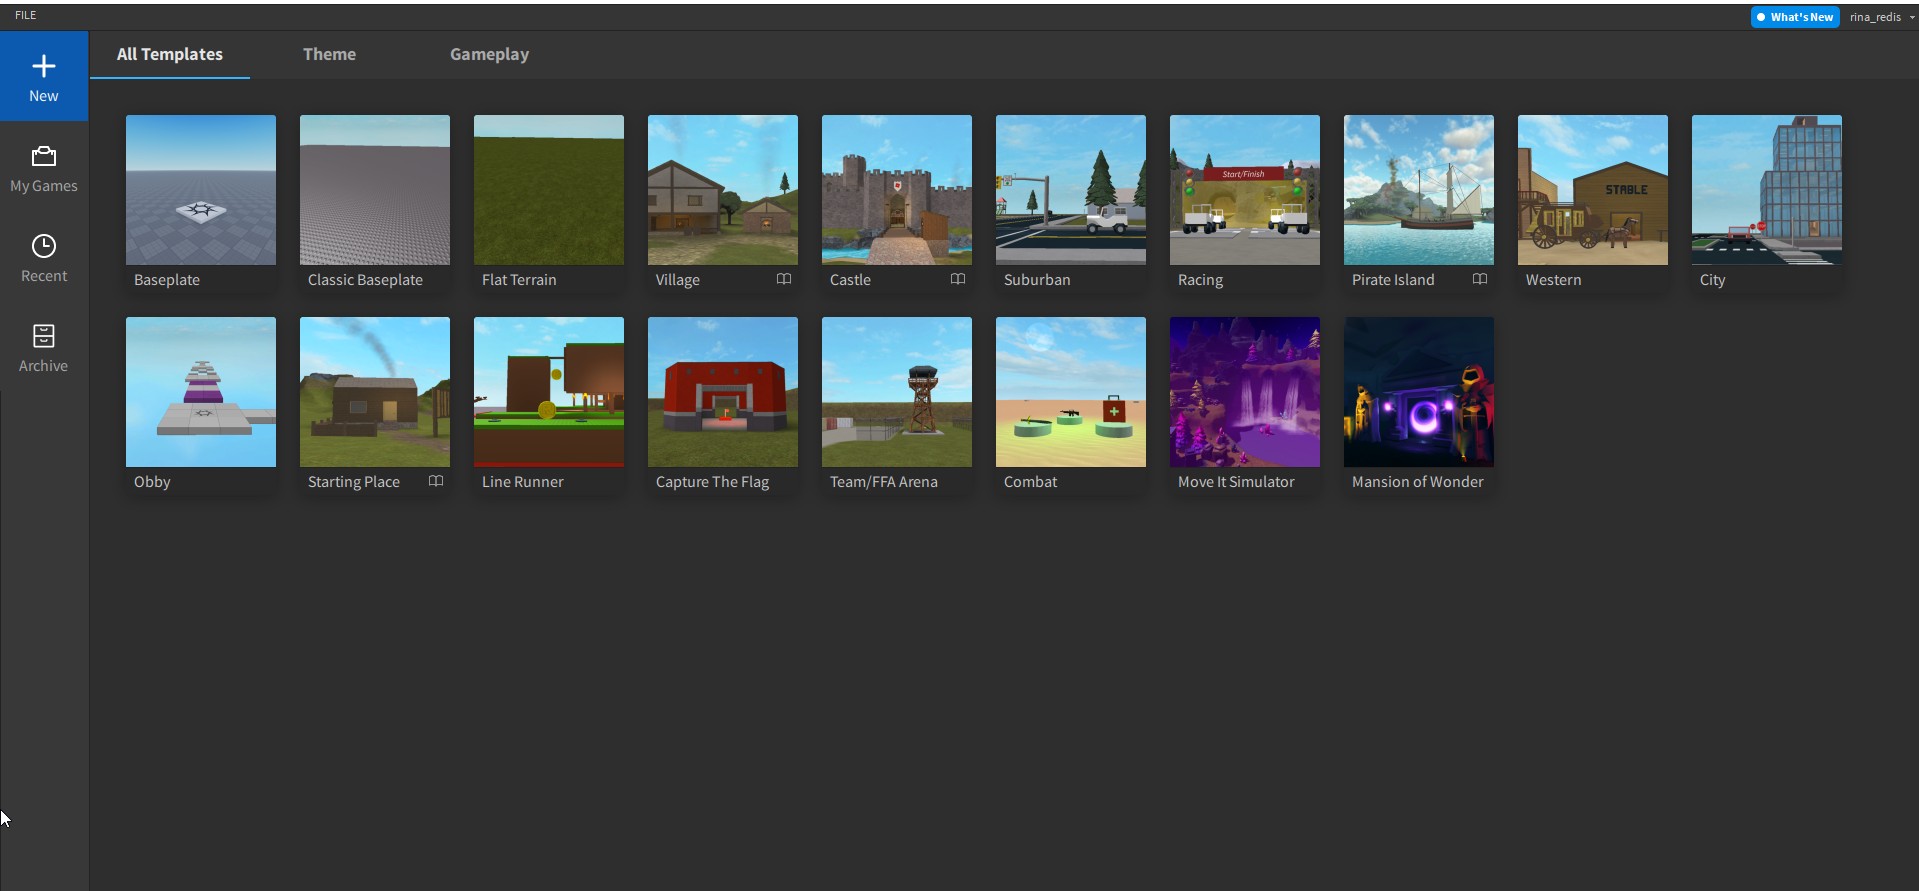 FILE
What's New
rina_redis
New
My Games
Recent
Archive
All Templates
Theme
Gameplay
Start/Finish
STABLE
Baseplate
Classic Baseplate
Flat Terrain
Village
Castle
Suburban
Racing
Pirate Island
Western
City
Obby
Starting Place
Line Runner
Capture The Flag
Team/FFA Arena
Combat
Move It Simulator
Mansion of Wonder